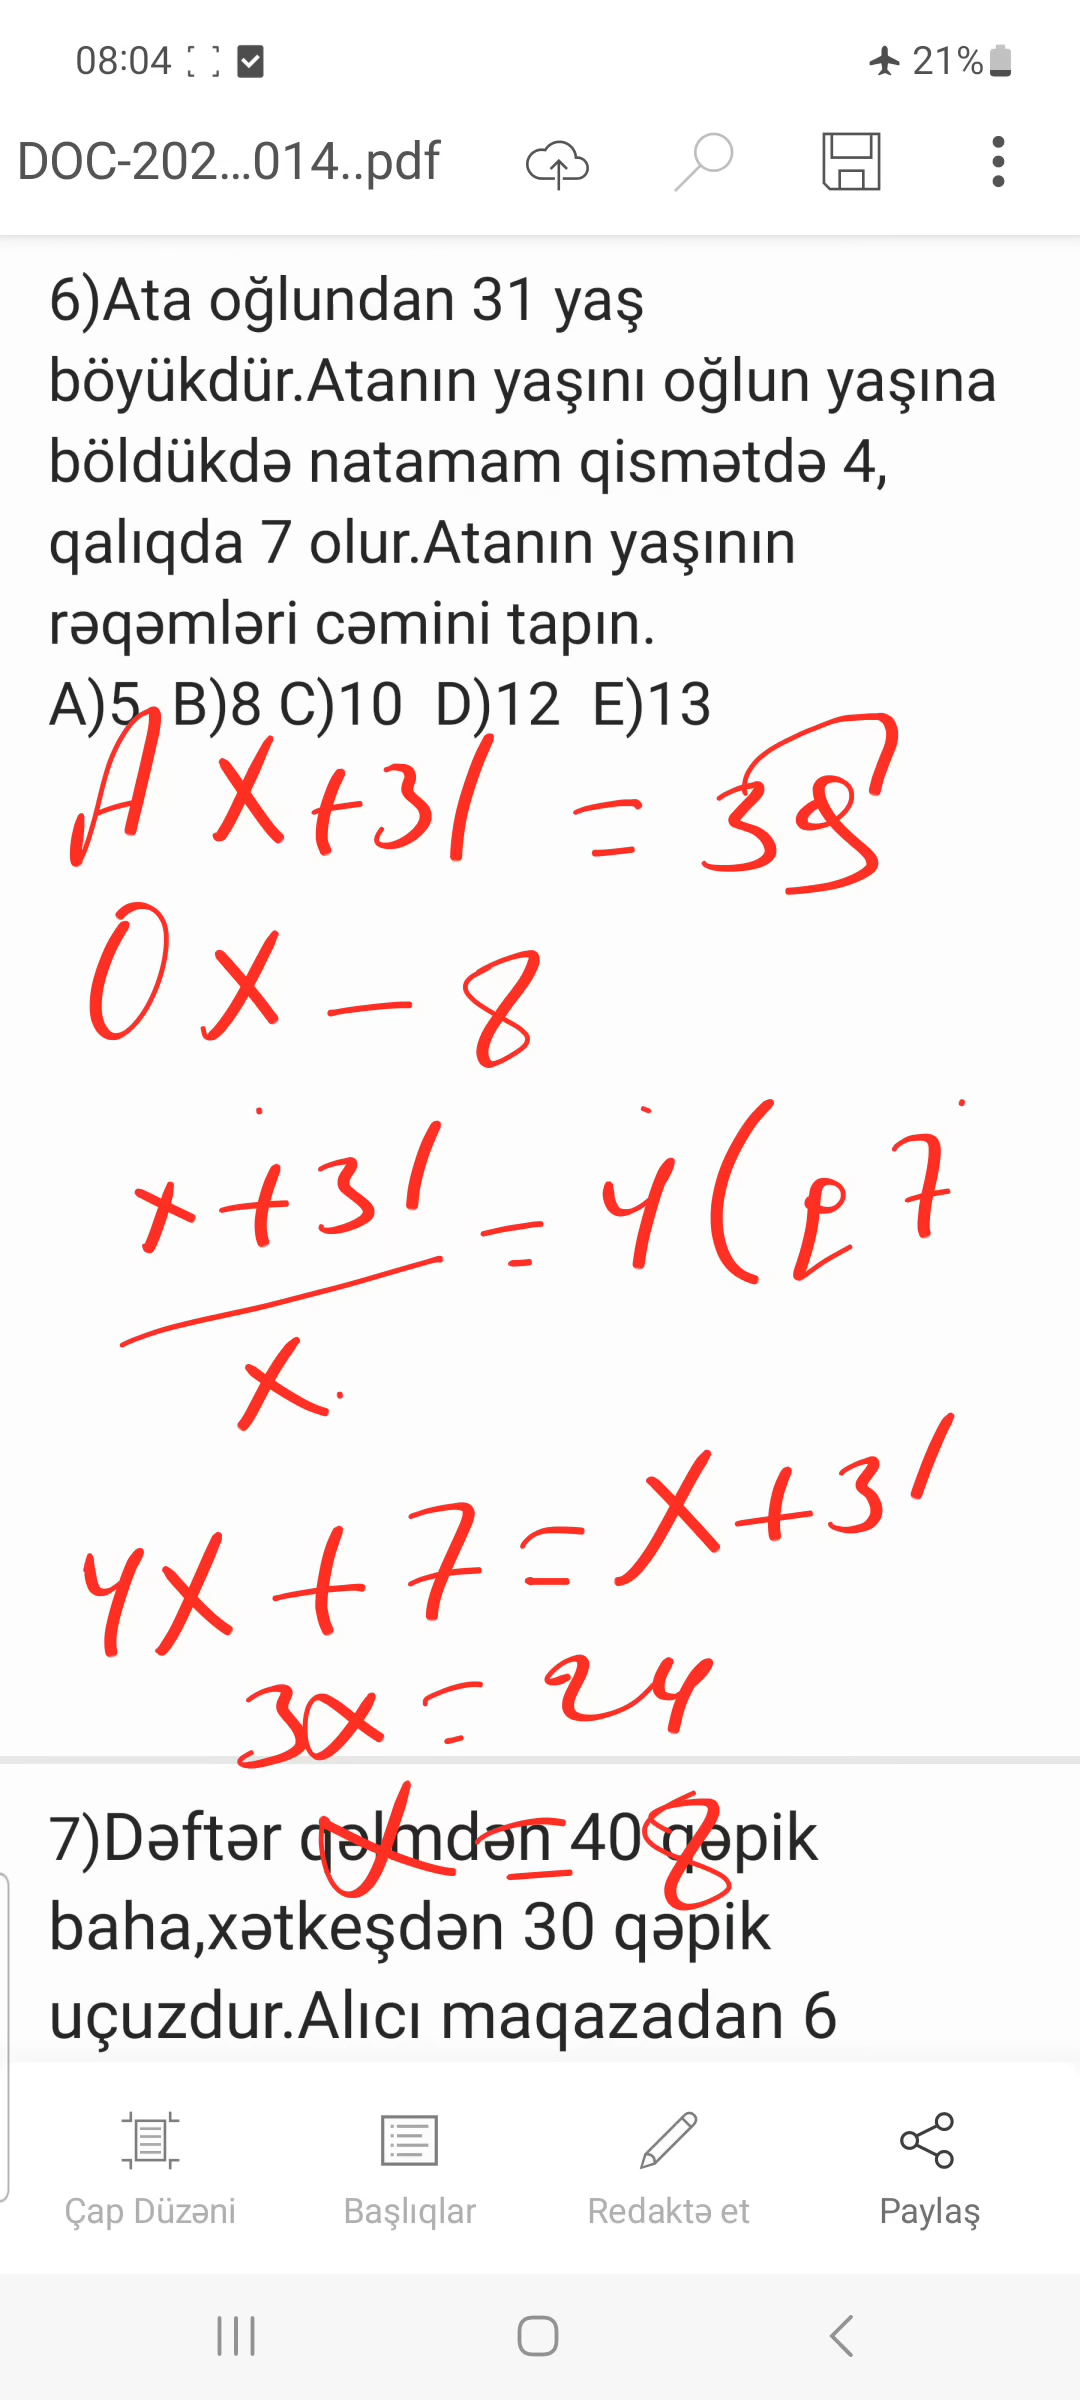 08:04 21%
DOC-202...014..pdf
6)Ata oğlundan 31 yaş
böyükdür.Atanın yaşını oğlun yaşına
böldükdə natamam qismətdə 4,
qalıqda 7 olur.Atanın yaşının
rəqəmləri cəmini tapın.
A)5 B)8 C)10 D)12 E)13
A x+31 = 39
O x - 8
x+31 = 4 ( q 7
x
4x + 7 = x+31
3x = 24
x = 8
7)Dəftər qəlmdən 40 qəpik
baha,xətkeşdən 30 qəpik
uçuzdur.Alıcı maqazadan 6
Çap Düzəni Başlıqlar Redaktə et Paylaş